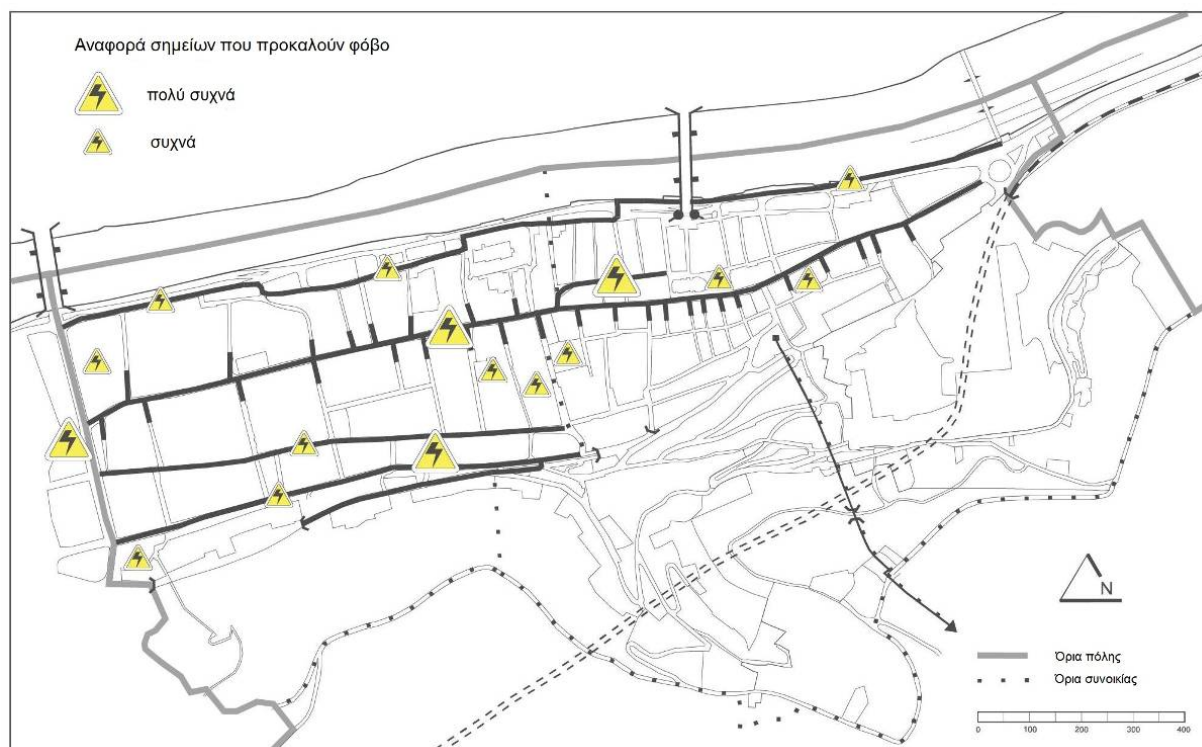 Αναφορά σημείων που προκαλούν φόβο
πολύ συχνά
συχνά
N
Όρια πόλης
Όρια συνοικίας
0 100 200 300 400